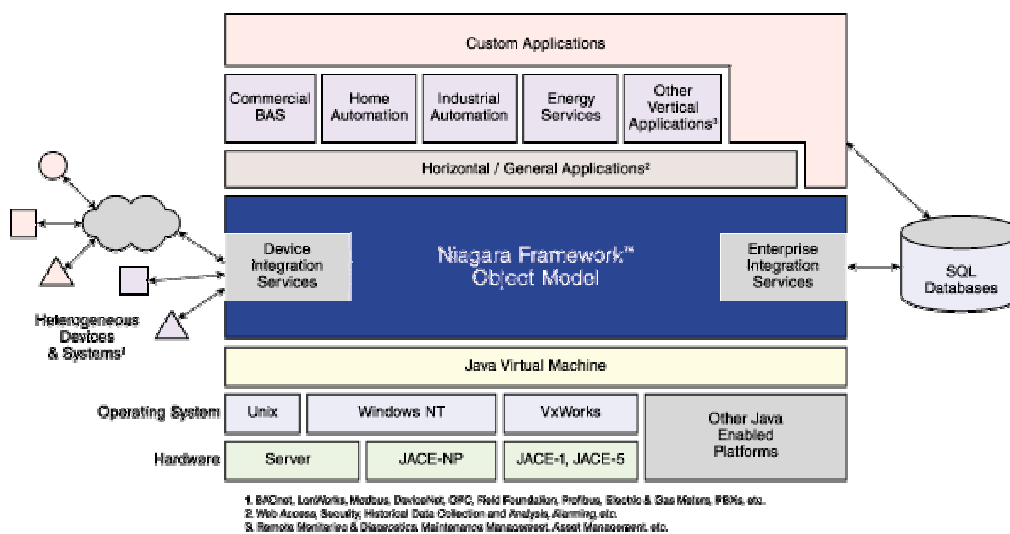 Custom Applications
Commercial
BAS
Home
Automation
Industrial
Automation
Energy
Services
Other
Vertical
Applications³
Horizontal / General Applications²
Device
Integration
Services
Niagara Framework™
Object Model
Enterprise
Integration
Services
SQL
Databases
Heterogeneous
Devices
& Systems¹
Java Virtual Machine
Operating System
Unix
Windows NT
VxWorks
Other Java
Enabled
Platforms
Hardware
Server
JACE-NP
JACE-1, JACE-5
1. BACnet, LonWorks, Modbus, DeviceNet, OPC, Field Foundation, Profibus, Electric & Gas Meters, PBXs, etc.
2. Web Access, Security, Historical Data Collection and Analysis, Alarming, etc.
3. Remote Monitoring & Diagnostics, Maintenance Management, Asset Management, etc.